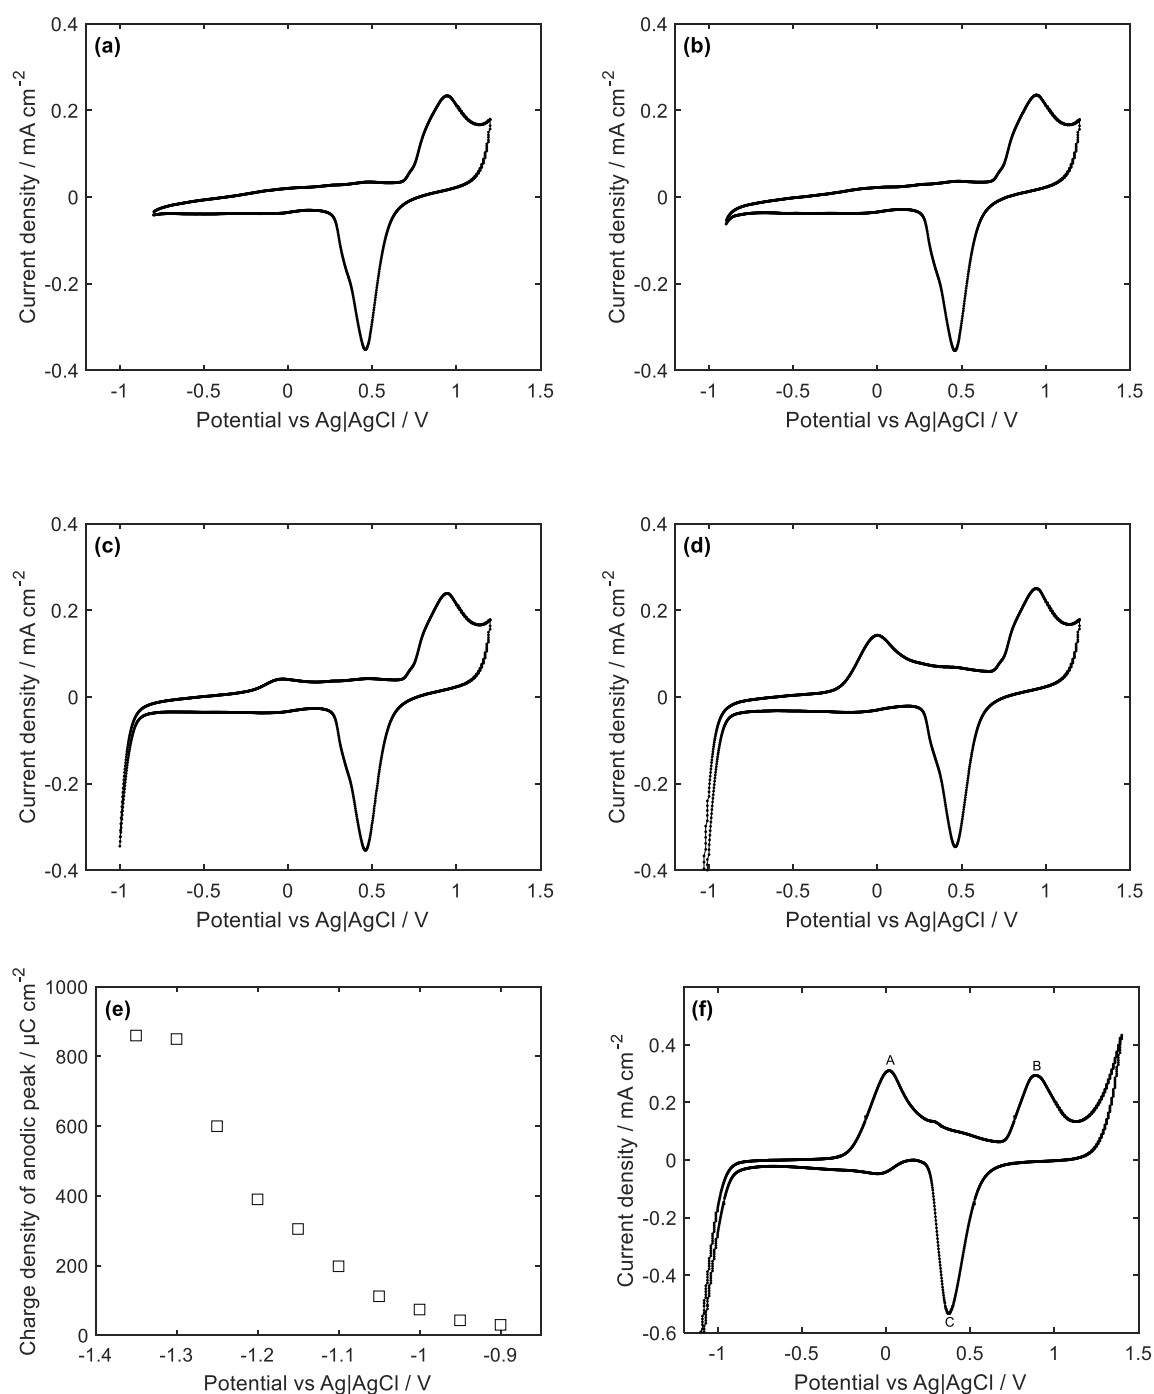 (a)
0.4
0.2
0
-0.2
-0.4
Current density / mA cm-2
-1 -0.5 0 0.5 1 1.5
Potential vs Ag|AgCl / V
(b)
0.4
0.2
0
-0.2
-0.4
Current density / mA cm-2
-1 -0.5 0 0.5 1 1.5
Potential vs Ag|AgCl / V
(c)
0.4
0.2
0
-0.2
-0.4
Current density / mA cm-2
-1 -0.5 0 0.5 1 1.5
Potential vs Ag|AgCl / V
(d)
0.4
0.2
0
-0.2
-0.4
Current density / mA cm-2
-1 -0.5 0 0.5 1 1.5
Potential vs Ag|AgCl / V
(e)
1000
800
600
400
200
0
Charge density of anodic peak / µC cm-2
-1.4 -1.3 -1.2 -1.1 -1 -0.9
Potential vs Ag|AgCl / V
(f)
0.4
0.2
0
-0.2
-0.4
-0.6
Current density / mA cm-2
A
B
C
-1 -0.5 0 0.5 1 1.5
Potential vs Ag|AgCl / V